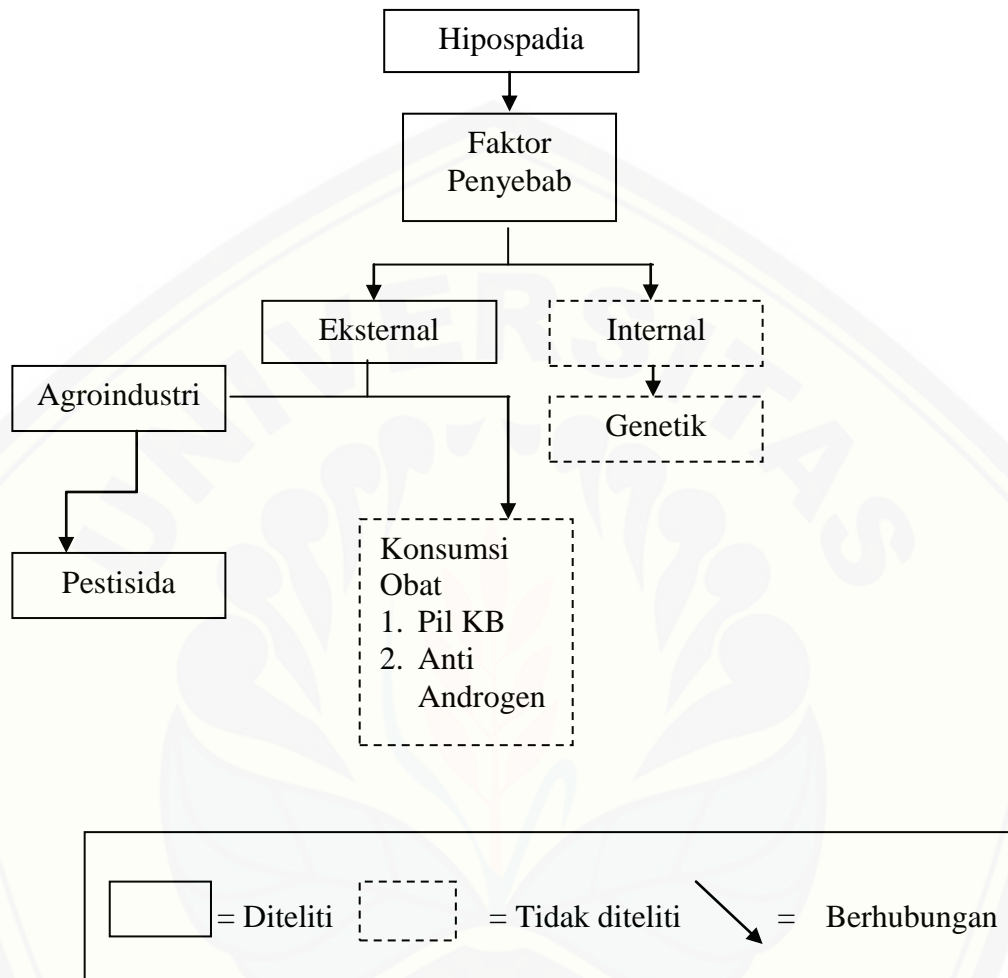 Hipospadia
Faktor
Penyebab
Eksternal
Internal
Agroindustri
Genetik
Pestisida
Konsumsi
Obat
1. Pil KB
2. Anti
Androgen
= Diteliti
= Tidak diteliti
= Berhubungan
UNIVERSITAS